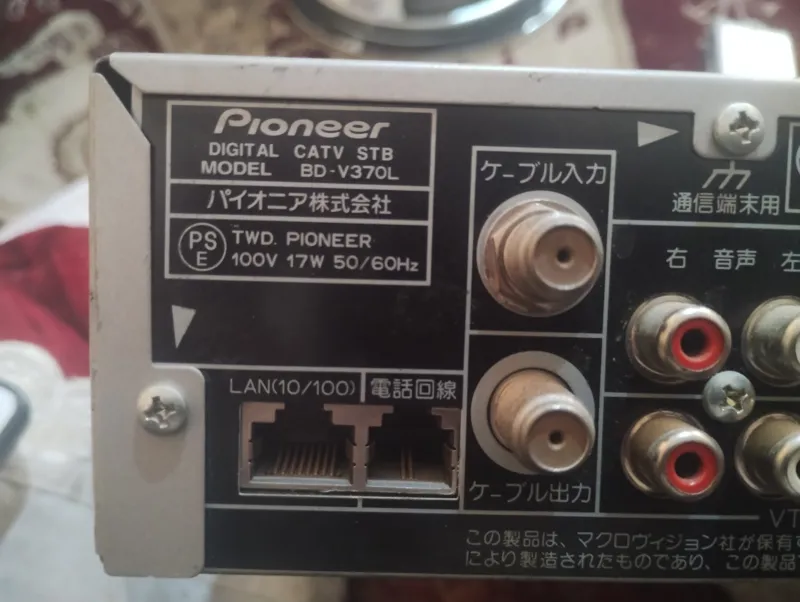 Pioneer
DIGITAL CATV STB
MODEL BD-V370L
パイオニア株式会社
PS
E
TWD. PIONEER
100V 17W 50/60Hz
ケーブル入力
通信端末用
右 音声 左
LAN(10/100)
電話回線
ケーブル出力
VT
この製品は、マクロヴィジョン社が保有す
により製造されたものであり、この製品